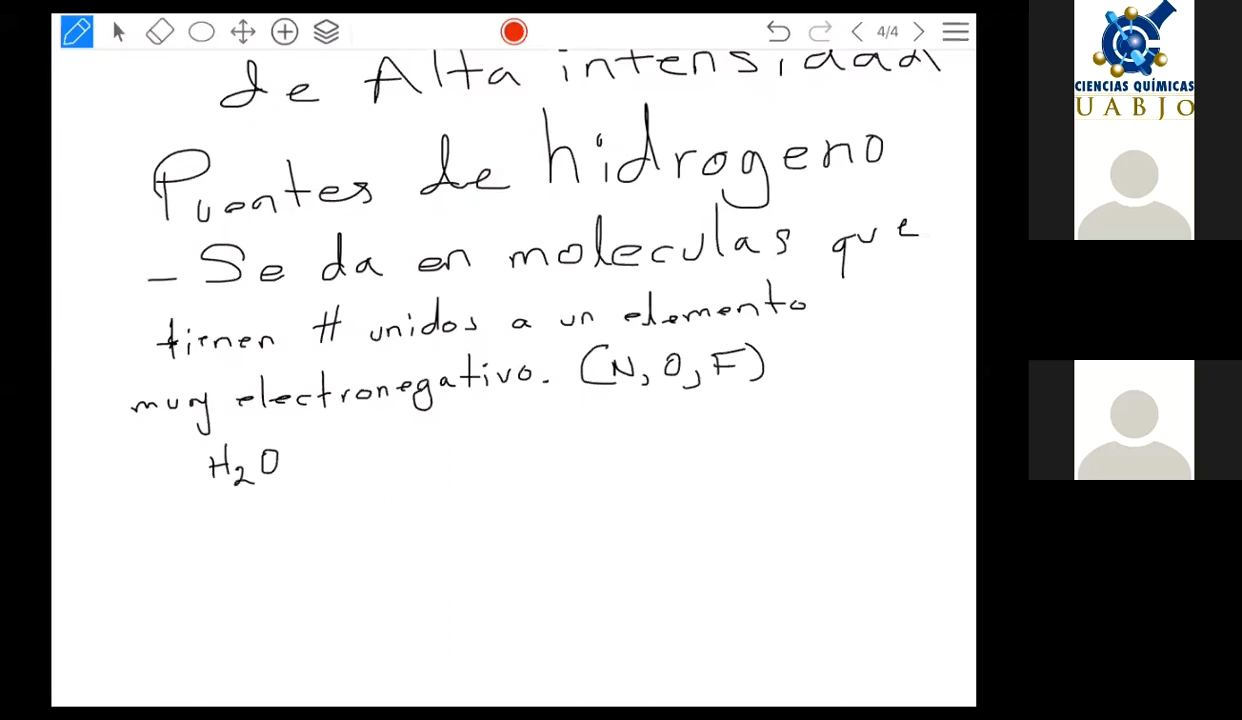 4/4
de Alta intensidad
Puentes de hidrogeno
- Se da en moleculas que
tienen H unidos a un elemento
muy electronegativo. (N, O, F)
H₂O
CIENCIAS QUÍMICAS
UABJO